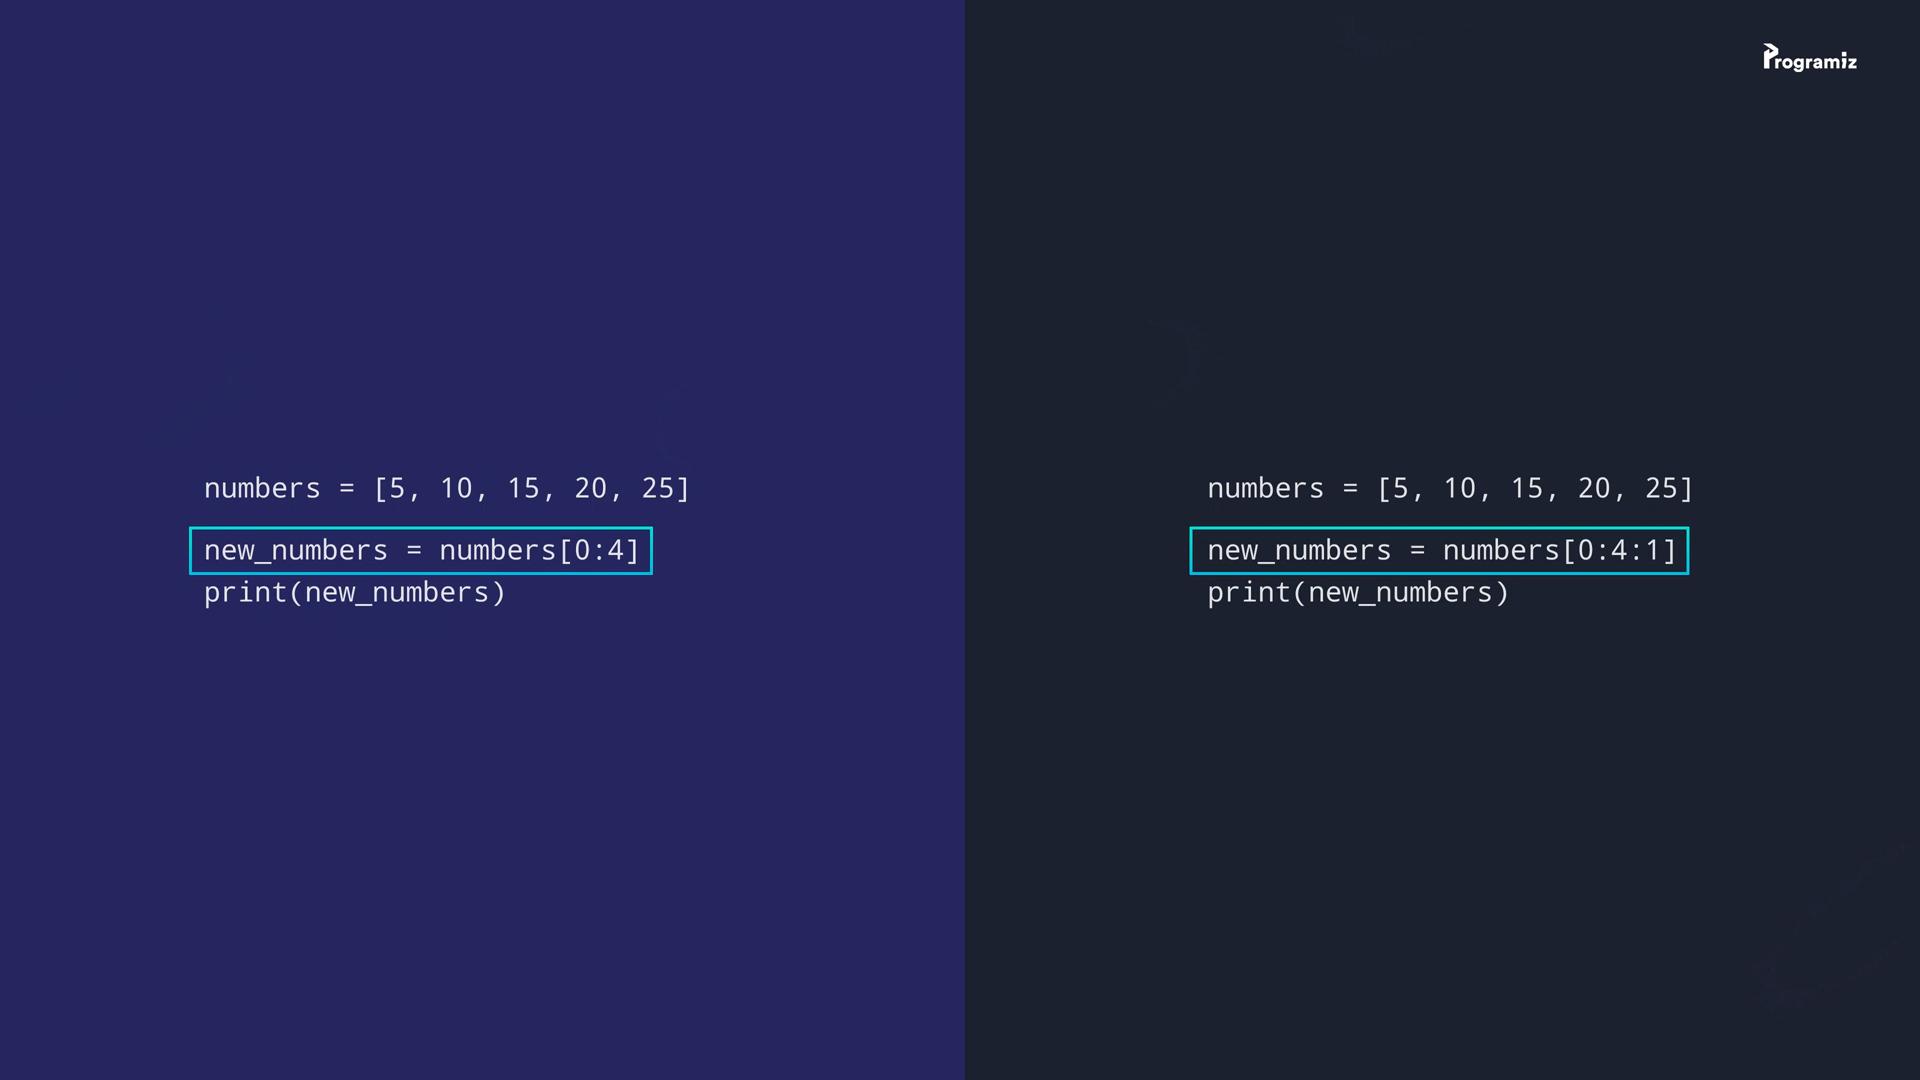 Programiz
numbers = [5, 10, 15, 20, 25]
new_numbers = numbers[0:4]
print(new_numbers)
numbers = [5, 10, 15, 20, 25]
new_numbers = numbers[0:4:1]
print(new_numbers)